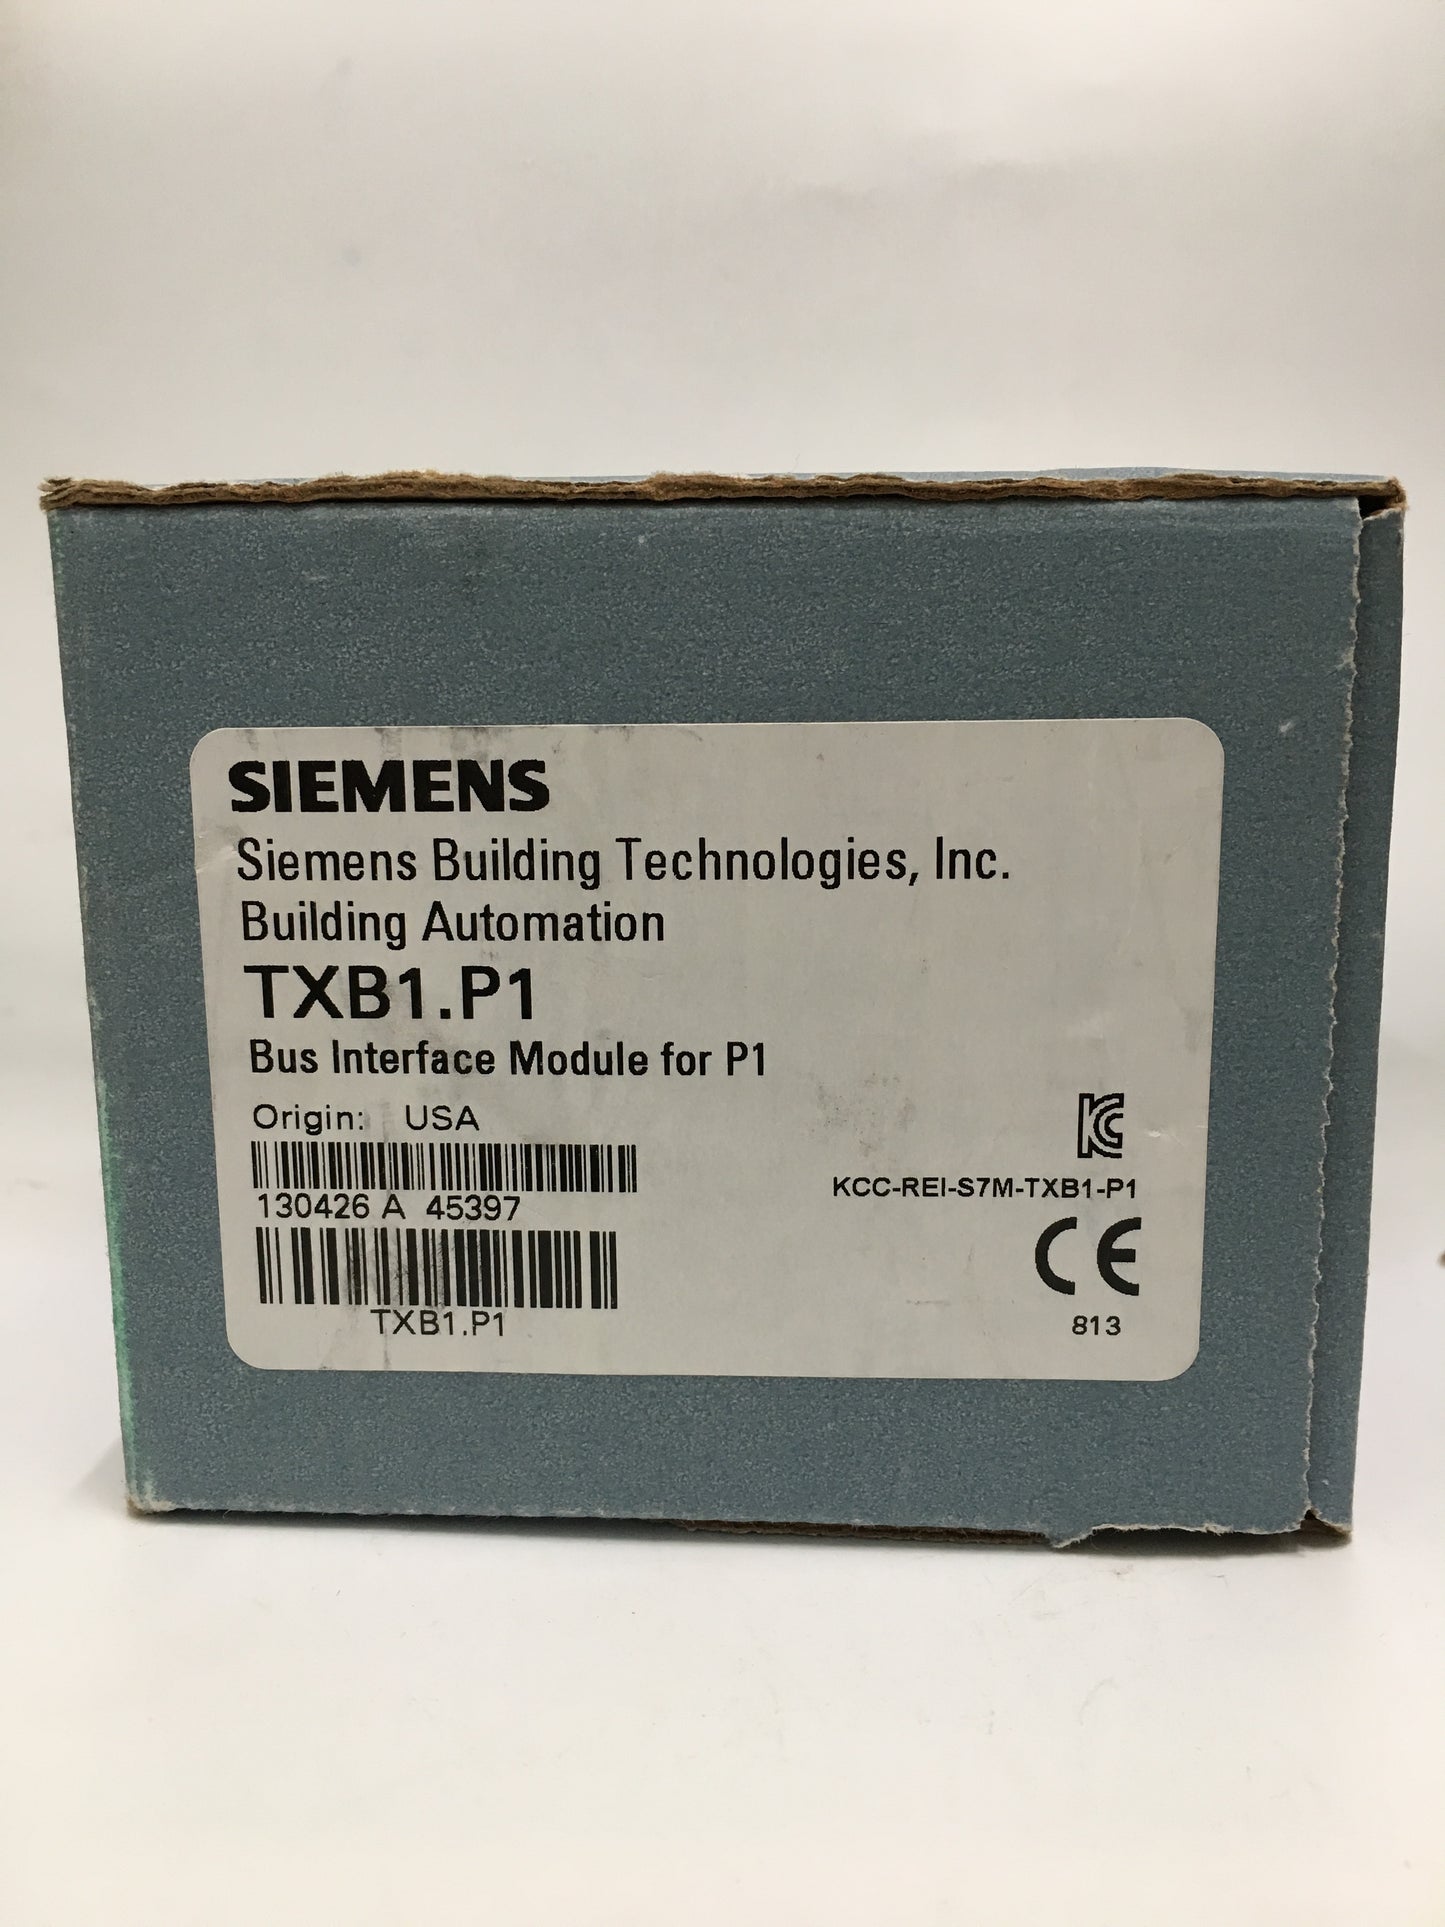 SIEMENS
Siemens Building Technologies, Inc.
Building Automation
TXB1.P1
Bus Interface Module for P1
Origin: USA
130426 A 45397
TXB1.P1
KC
KCC-REI-S7M-TXB1-P1
CE
813